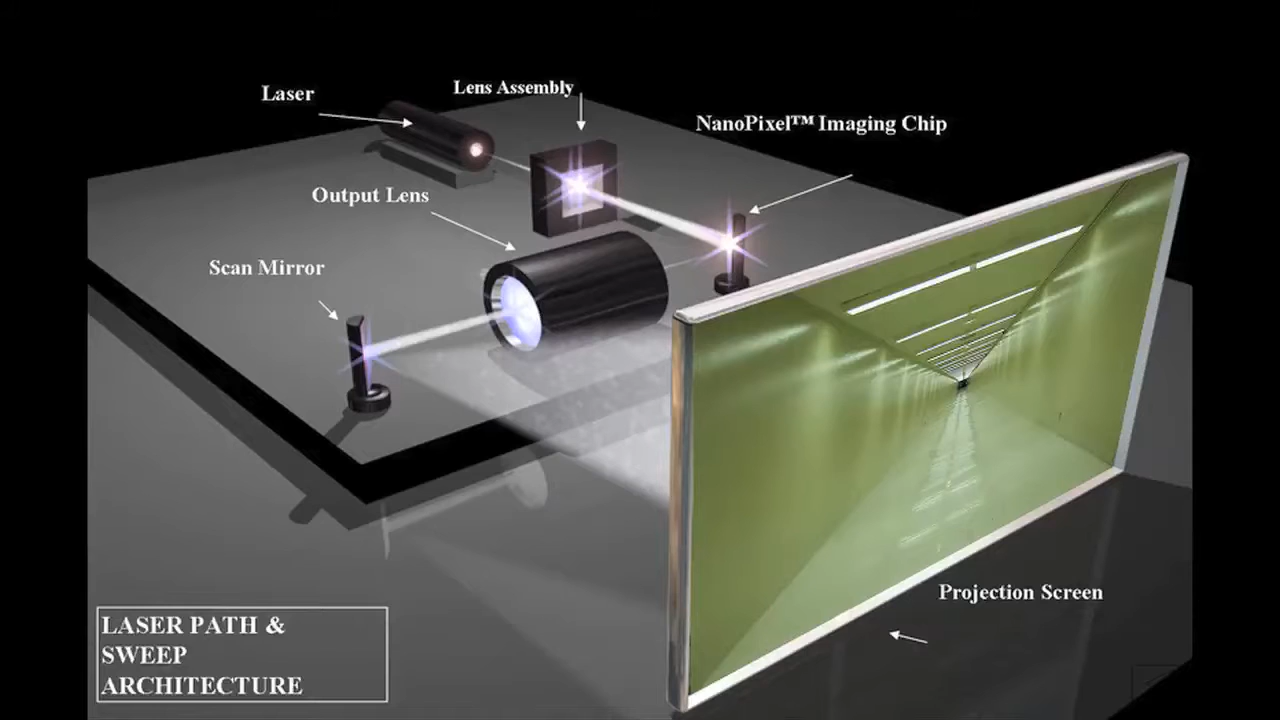 Laser
Lens Assembly
NanoPixel™ Imaging Chip
Output Lens
Scan Mirror
Projection Screen
LASER PATH &
SWEEP
ARCHITECTURE